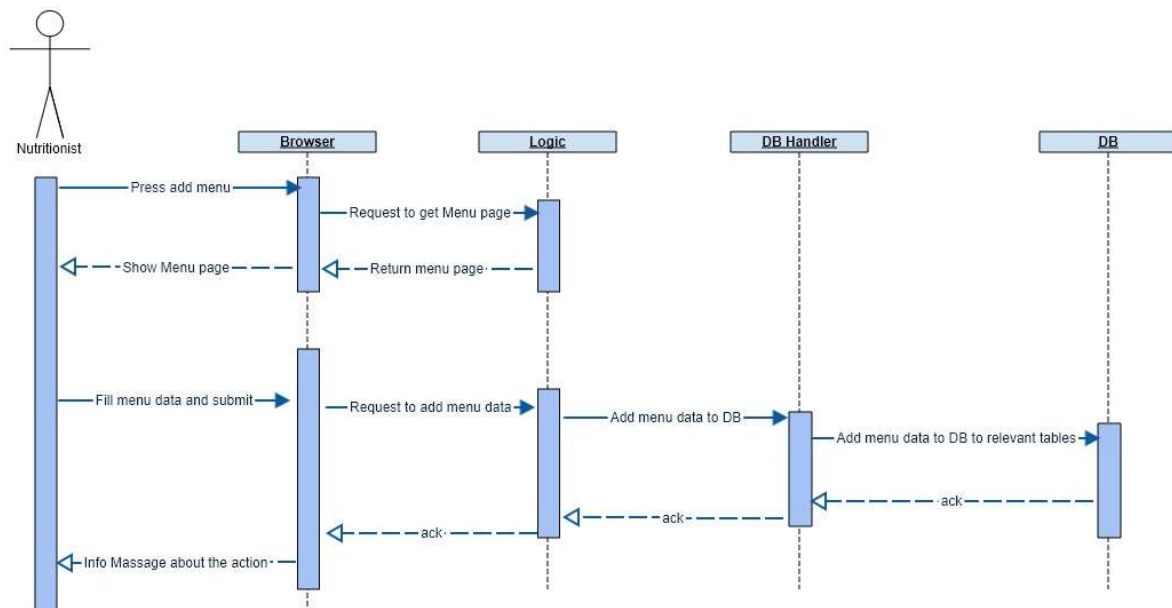 Nutritionist
Browser
Logic
DB Handler
DB
Press add menu
Request to get Menu page
Show Menu page
Return menu page
Fill menu data and submit
Request to add menu data
Add menu data to DB
Add menu data to DB to relevant tables
ack
ack
ack
Info Massage about the action